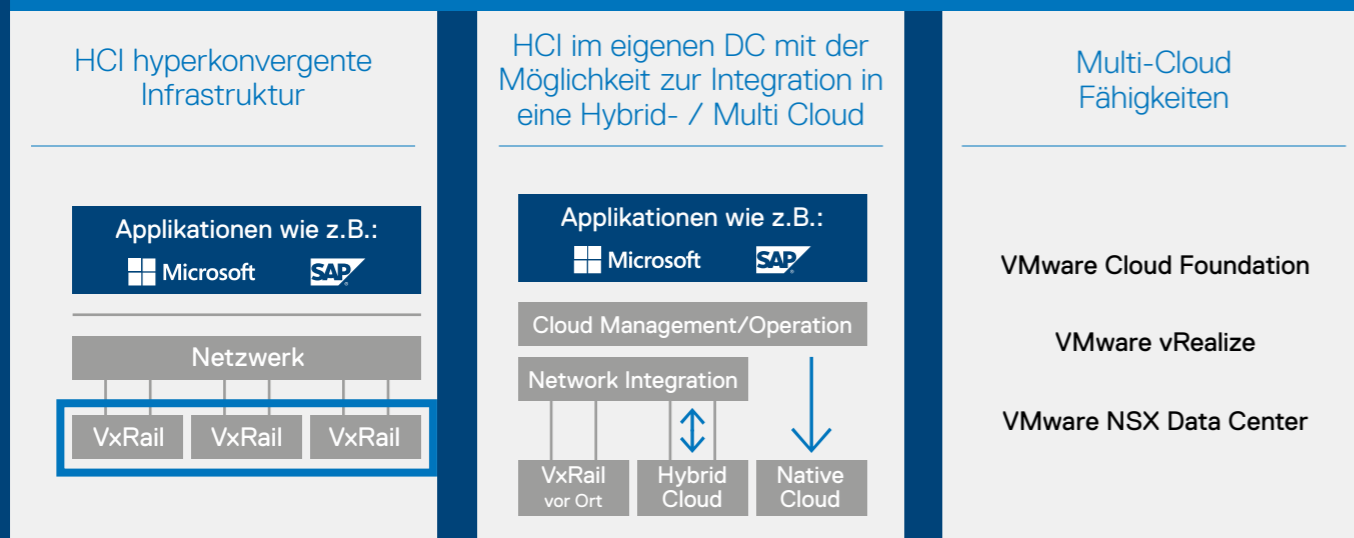 HCI hyperkonvergente
Infrastruktur
Applikationen wie z.B.:
Microsoft SAP
Netzwerk
VxRail VxRail VxRail
HCI im eigenen DC mit der
Möglichkeit zur Integration in
eine Hybrid- / Multi Cloud
Applikationen wie z.B.:
Microsoft SAP
Cloud Management/Operation
Network Integration
VxRail
vor Ort
Hybrid
Cloud
Native
Cloud
Multi-Cloud
Fähigkeiten
VMware Cloud Foundation
VMware vRealize
VMware NSX Data Center